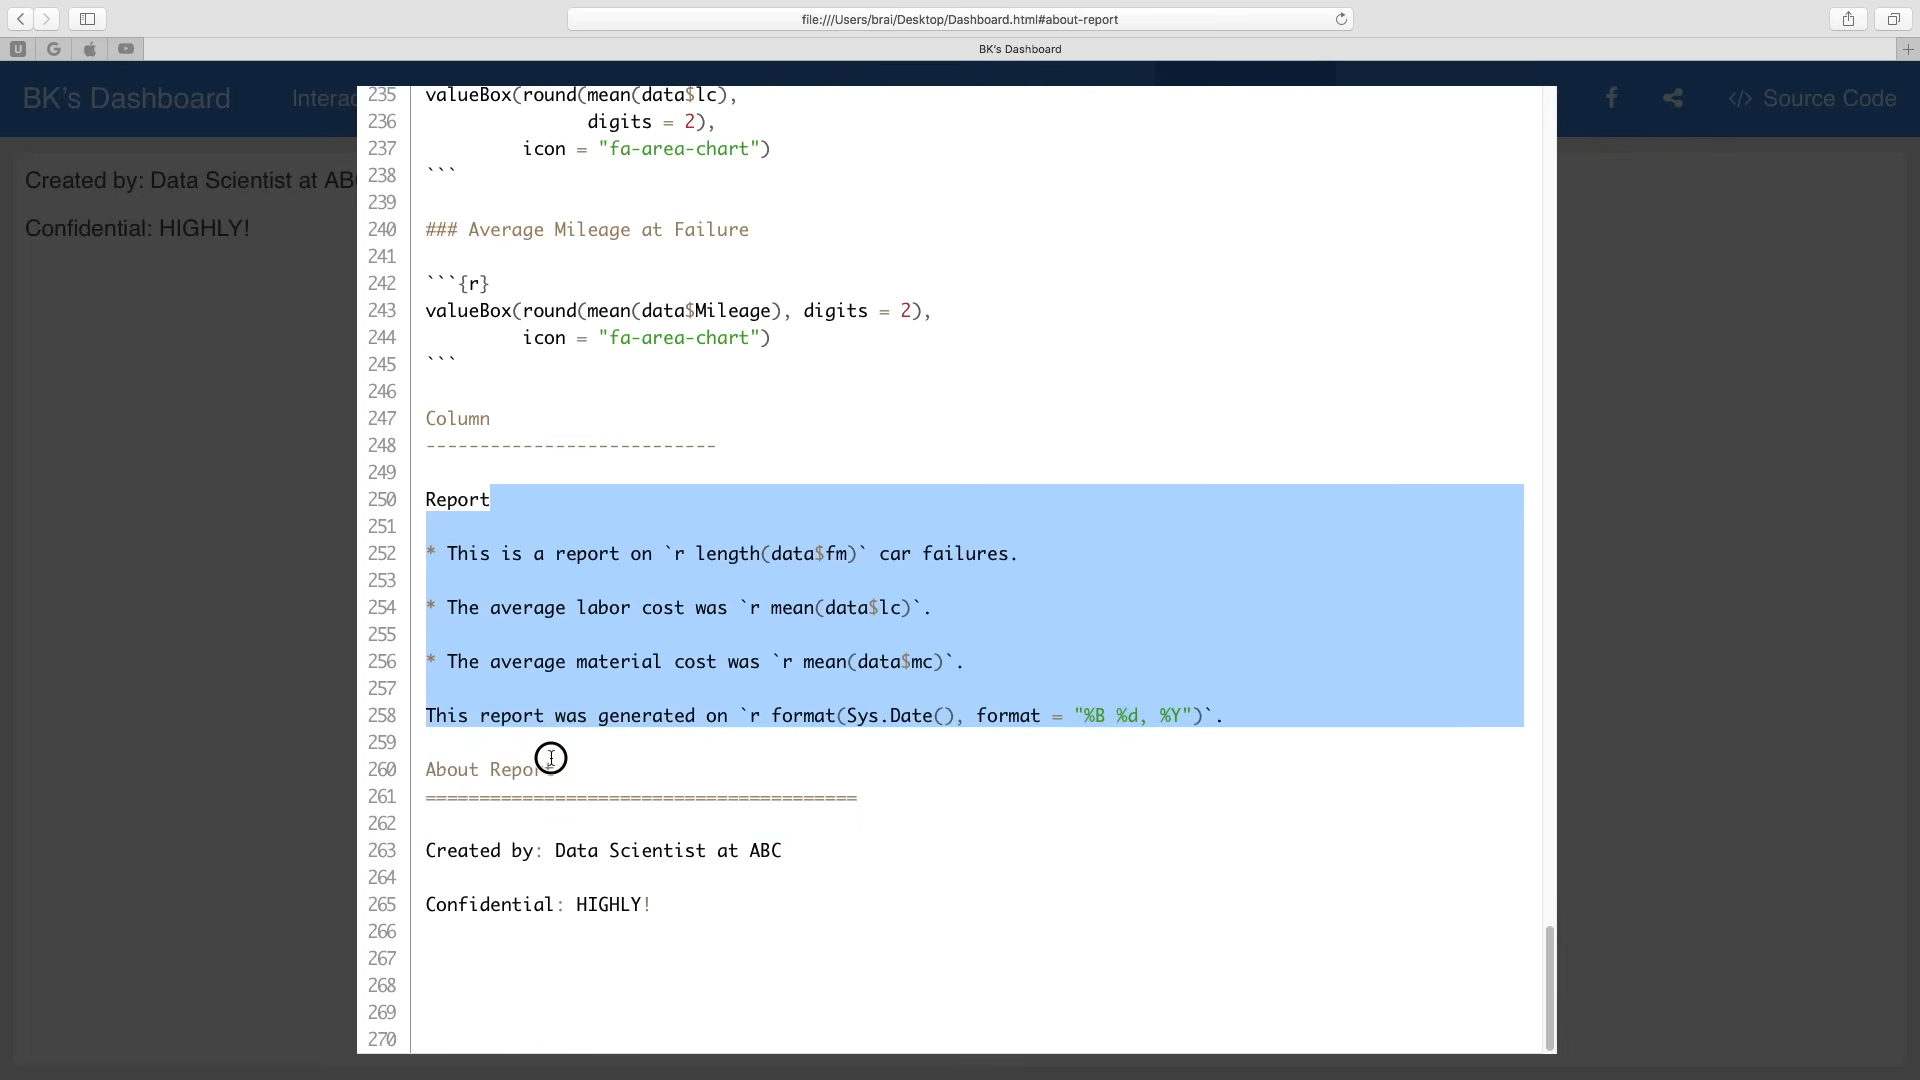 file:///Users/brai/Desktop/Dashboard.html#about-report
U G
BK's Dashboard
BK's Dashboard Interac </> Source Code
Created by: Data Scientist at ABC
Confidential: HIGHLY!
235 valueBox(round(mean(data$lc),
236 digits = 2),
237 icon = "fa-area-chart")
238 ```
239
240 ### Average Mileage at Failure
241
242 ```{r}
243 valueBox(round(mean(data$Mileage), digits = 2),
244 icon = "fa-area-chart")
245 ```
246
247 Column
248 ---------------------------
249
250 Report
251
252 * This is a report on `r length(data$fm)` car failures.
253
254 * The average labor cost was `r mean(data$lc)`.
255
256 * The average material cost was `r mean(data$mc)`.
257
258 This report was generated on `r format(Sys.Date(), format = "%B %d, %Y")`.
259
260 About Report
261 ========================================
262
263 Created by: Data Scientist at ABC
264
265 Confidential: HIGHLY!
266
267
268
269
270